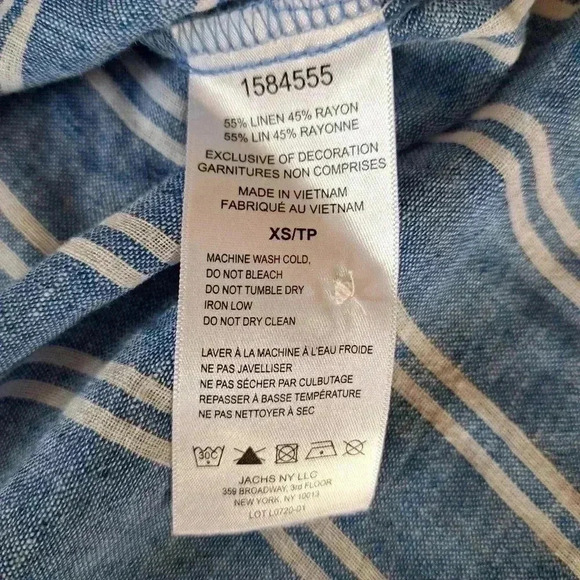 1584555
55% LINEN 45% RAYON
55% LIN 45% RAYONNE
EXCLUSIVE OF DECORATION
GARNITURES NON COMPRISES
MADE IN VIETNAM
FABRIQUÉ AU VIETNAM
XS/TP
MACHINE WASH COLD,
DO NOT BLEACH
DO NOT TUMBLE DRY
IRON LOW
DO NOT DRY CLEAN
LAVER À LA MACHINE À L'EAU FROIDE
NE PAS JAVELLISER
NE PAS SÉCHER PAR CULBUTAGE
REPASSER À BASSE TEMPÉRATURE
NE PAS NETTOYER À SEC
30C
JACHS NY LLC
359 BROADWAY, 3rd FLOOR
NEW YORK, NY 10013
LOT L0720-01